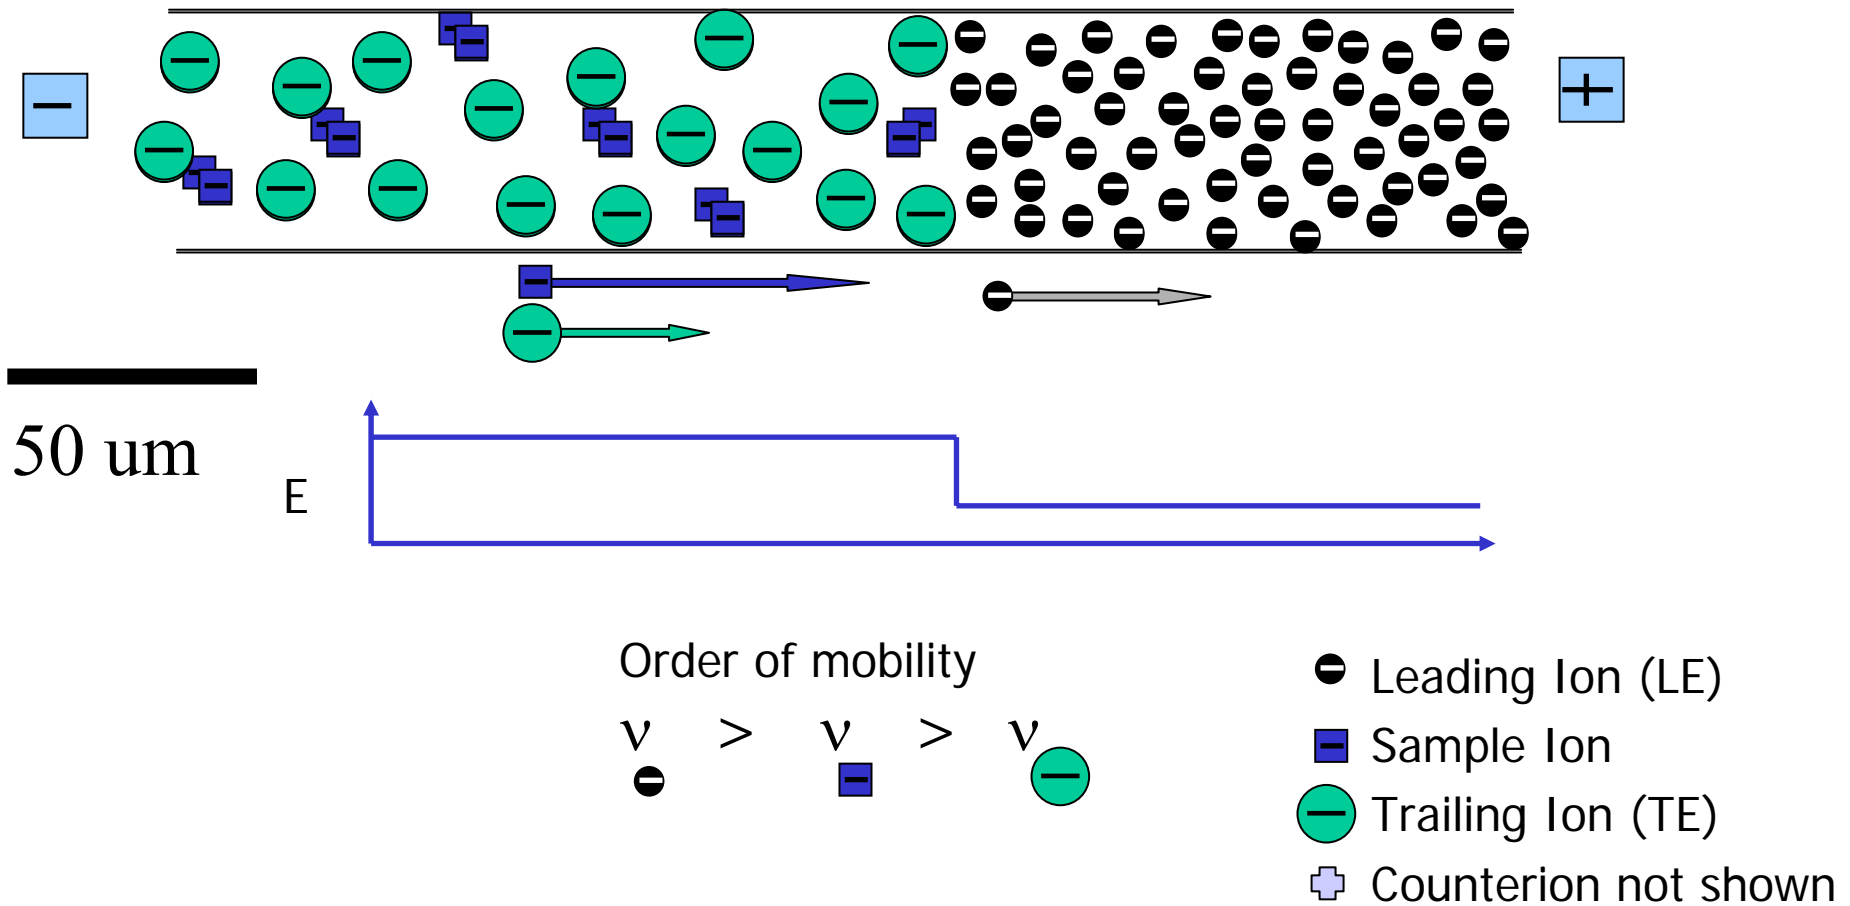 50 um
E
Order of mobility
ν > ν > ν
Leading Ion (LE)
Sample Ion
Trailing Ion (TE)
Counterion not shown